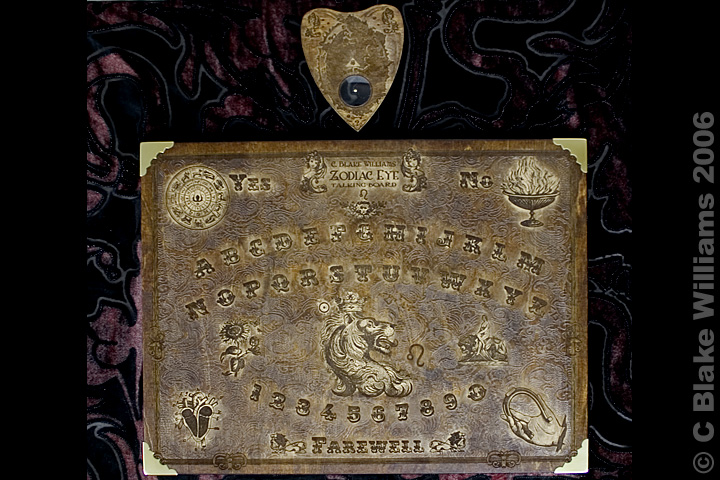 C. BLAKE WILLIAMS
ZODIAC EYE
TALKING BOARD
YES
NO
♌
ABCDEFGHIJKLM
NOPQRSTUVWXYZ
♌
1234567890
FAREWELL
© C Blake Williams 2006